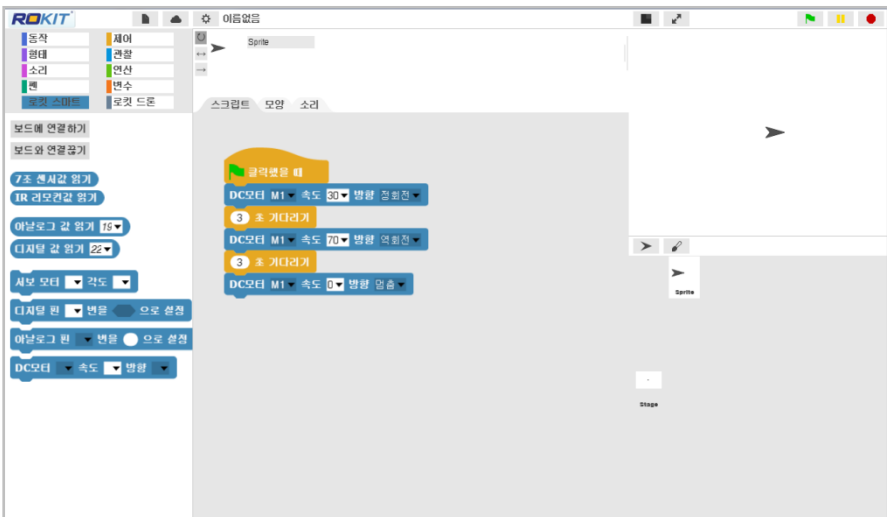 ROKIT
이름없음
동작
제어
형태
관찰
소리
연산
펜
변수
로킷 스마트
로킷 드론
Sprite
스크립트 모양 소리
보드에 연결하기
보드와 연결끊기
7조 센서값 읽기
IR 리모컨값 읽기
아날로그 값 읽기 19
디지탈 값 읽기 22
서보 모터 각도
디지탈 핀 번을 으로 설정
아날로그 핀 번을 으로 설정
DC모터 속도 방향
클릭했을 때
DC모터 M1 속도 30 방향 정회전
3 초 기다리기
DC모터 M1 속도 70 방향 역회전
3 초 기다리기
DC모터 M1 속도 0 방향 멈춤
Sprite
Stage